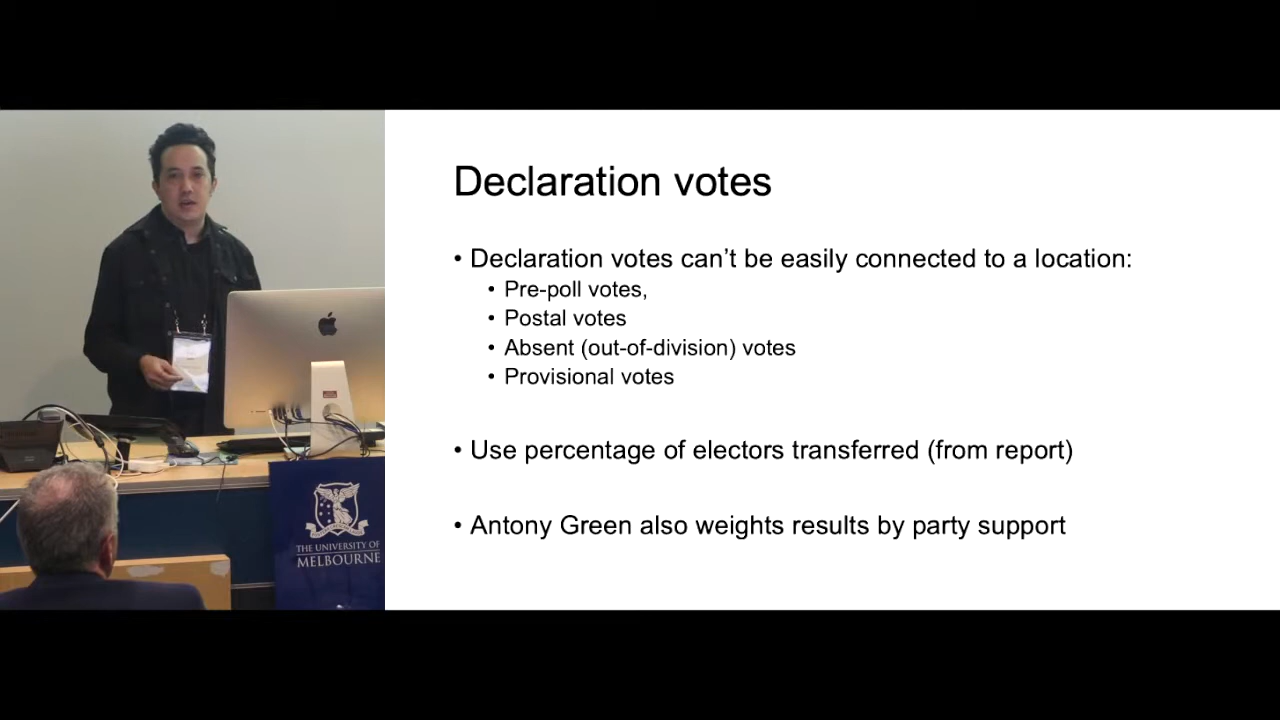 Declaration votes
• Declaration votes can't be easily connected to a location:
• Pre-poll votes,
• Postal votes
• Absent (out-of-division) votes
• Provisional votes
• Use percentage of electors transferred (from report)
• Antony Green also weights results by party support
THE UNIVERSITY OF
MELBOURNE